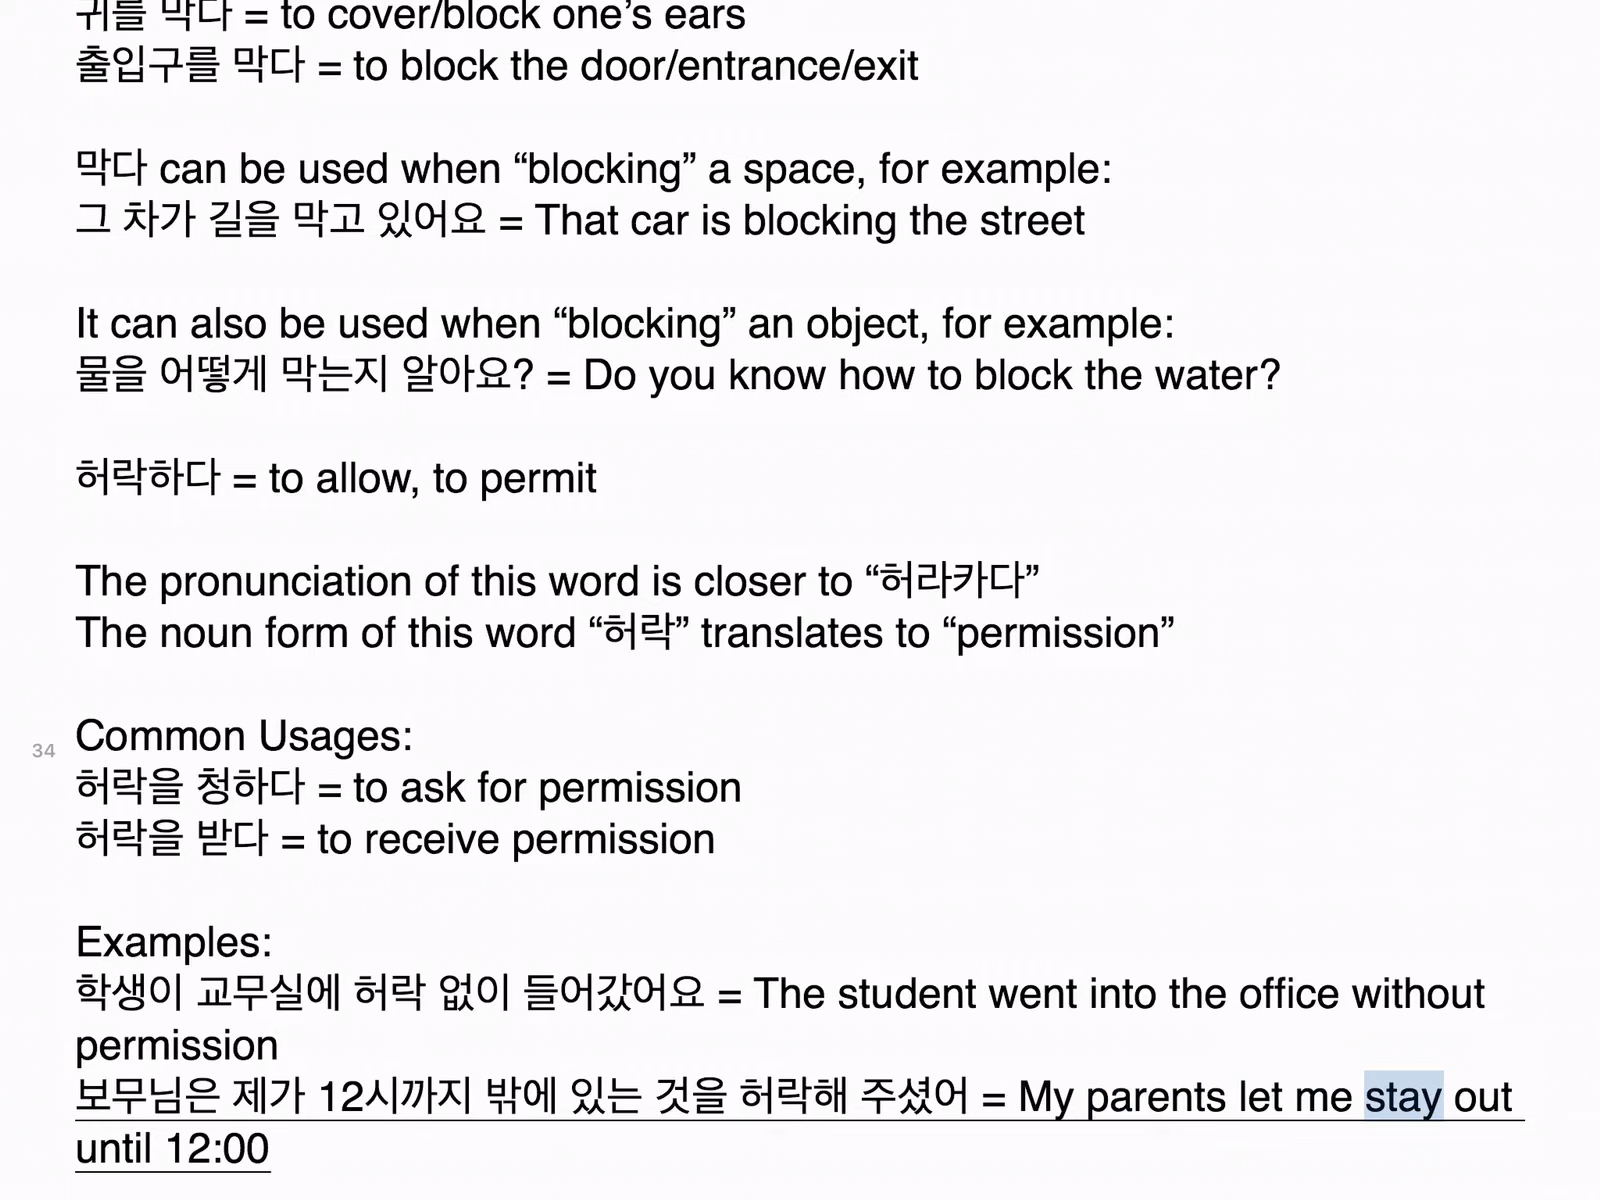 귀를 막다 = to cover/block one’s ears
출입구를 막다 = to block the door/entrance/exit
막다 can be used when “blocking” a space, for example:
그 차가 길을 막고 있어요 = That car is blocking the street
It can also be used when “blocking” an object, for example:
물을 어떻게 막는지 알아요? = Do you know how to block the water?
허락하다 = to allow, to permit
The pronunciation of this word is closer to “허라카다”
The noun form of this word “허락” translates to “permission”
34
Common Usages:
허락을 청하다 = to ask for permission
허락을 받다 = to receive permission
Examples:
학생이 교무실에 허락 없이 들어갔어요 = The student went into the office without
permission
보무님은 제가 12시까지 밖에 있는 것을 허락해 주셨어 = My parents let me stay out
until 12:00